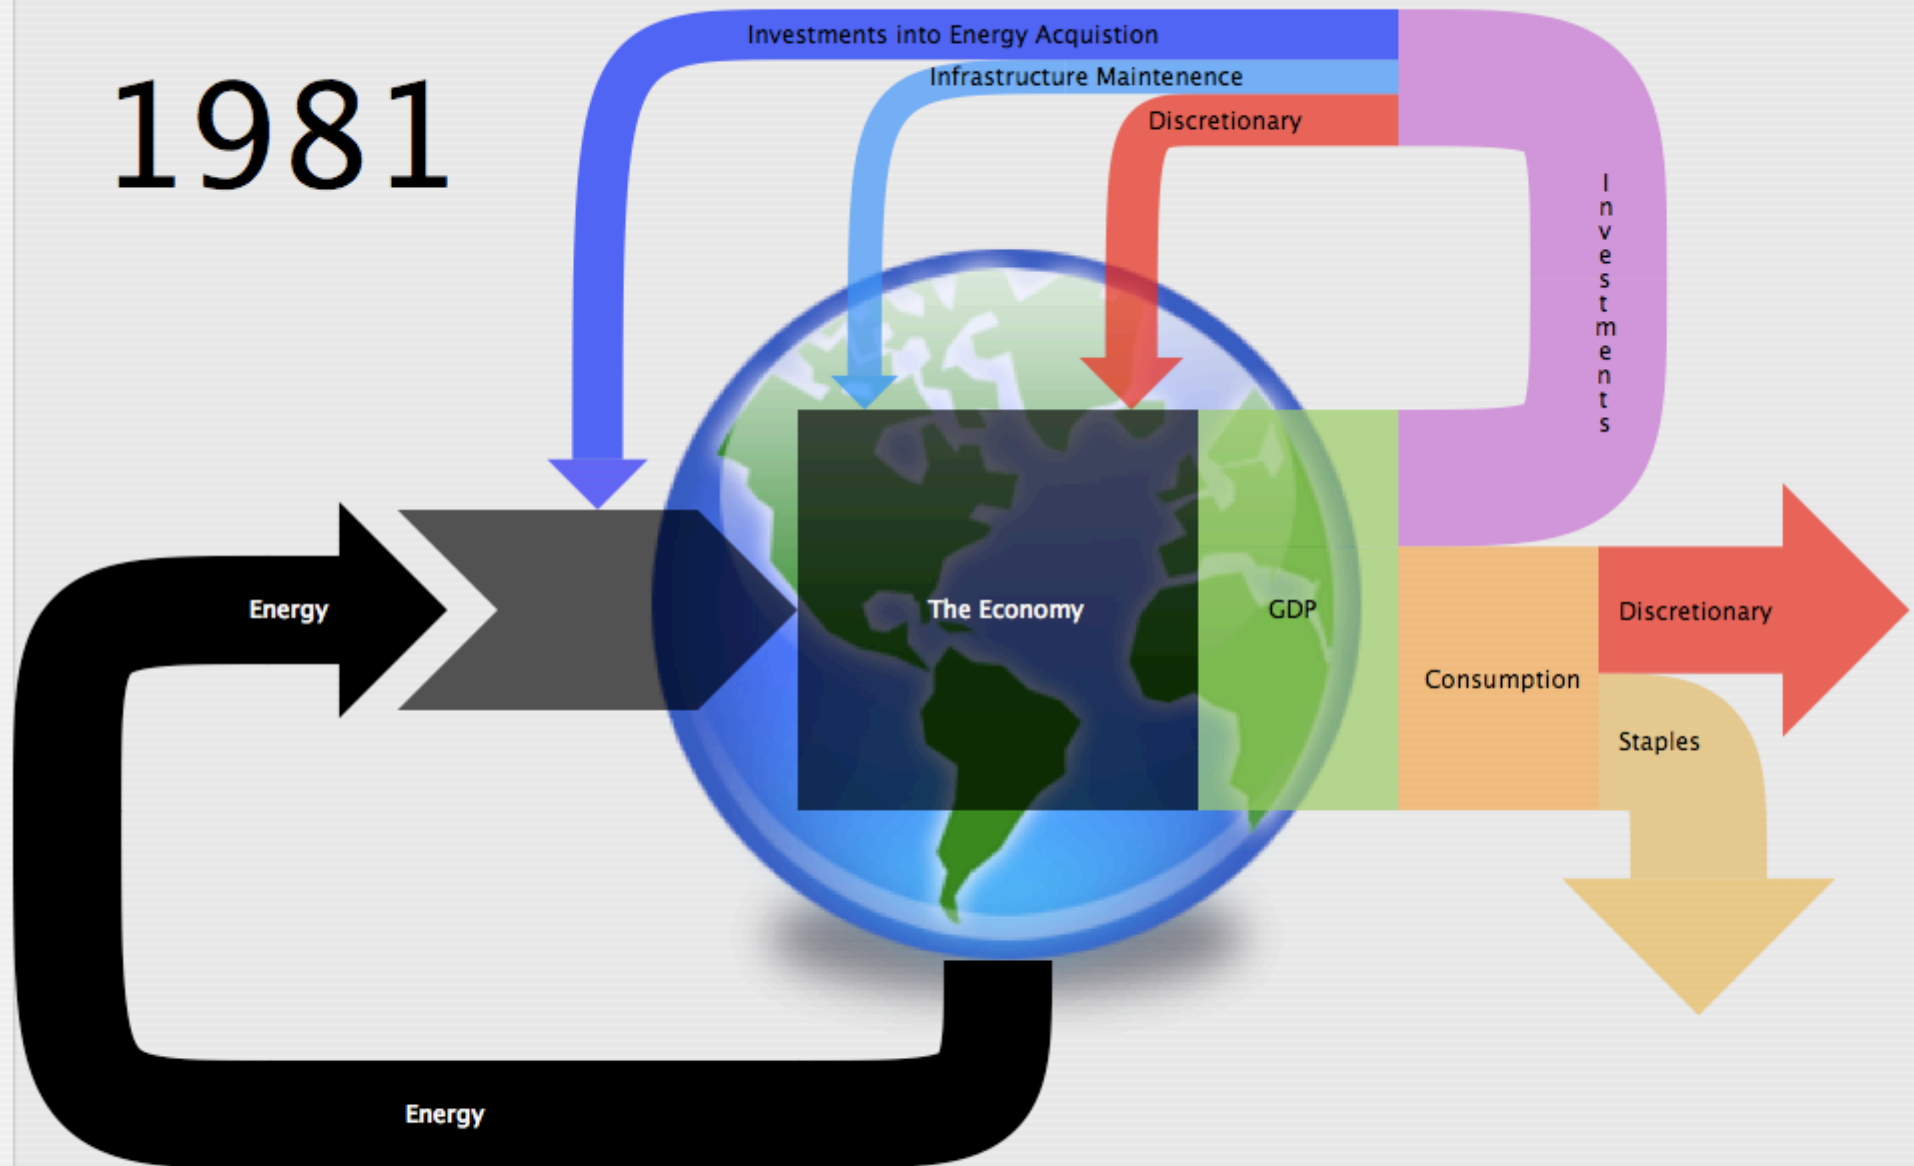 1981
Investments into Energy Acquistion
Infrastructure Maintenence
Discretionary
Investments
Energy
The Economy
GDP
Discretionary
Consumption
Staples
Energy